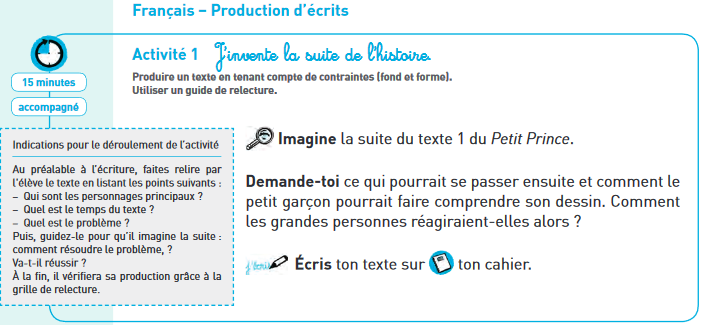 Français – Production d'écrits
Activité 1 J'invente la suite de l'histoire.
Produire un texte en tenant compte de contraintes (fond et forme).
Utiliser un guide de relecture.
15 minutes
accompagné
Indications pour le déroulement de l'activité
Au préalable à l'écriture, faites relire par
l'élève le texte en listant les points suivants :
– Qui sont les personnages principaux ?
– Quel est le temps du texte ?
– Quel est le problème ?
Puis, guidez-le pour qu'il imagine la suite :
comment résoudre le problème, ?
Va-t-il réussir ?
À la fin, il vérifiera sa production grâce à la
grille de relecture.
Imagine la suite du texte 1 du Petit Prince.
Demande-toi ce qui pourrait se passer ensuite et comment le
petit garçon pourrait faire comprendre son dessin. Comment
les grandes personnes réagiraient-elles alors ?
j'écris Écris ton texte sur ton cahier.